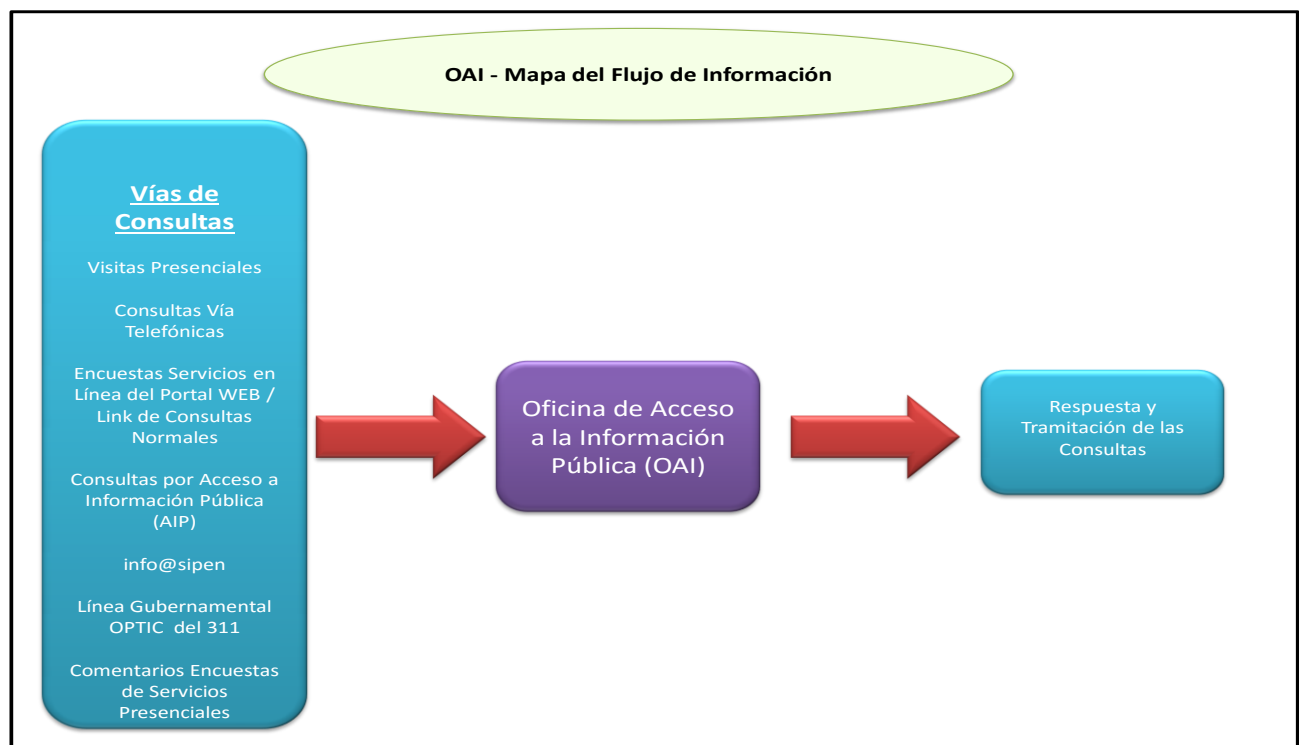 OAI - Mapa del Flujo de Información
Vías de
Consultas
Visitas Presenciales
Consultas Vía
Telefónicas
Encuestas Servicios en
Línea del Portal WEB /
Link de Consultas
Normales
Consultas por Acceso a
Información Pública
(AIP)
info@sipen
Línea Gubernamental
OPTIC del 311
Comentarios Encuestas
de Servicios
Presenciales
Oficina de Acceso
a la Información
Pública (OAI)
Respuesta y
Tramitación de las
Consultas